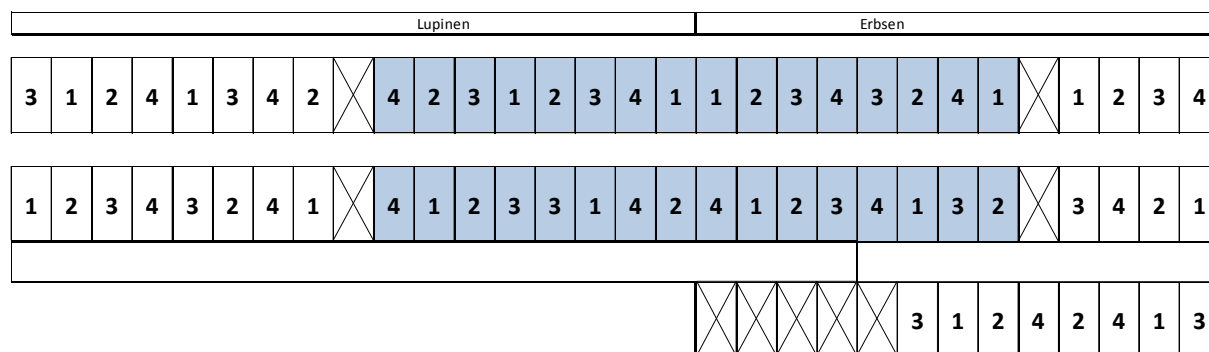 Lupinen Erbsen
3 1 2 4 1 3 4 2 4 2 3 1 2 3 4 1 1 2 3 4 3 2 4 1 1 2 3 4
1 2 3 4 3 2 4 1 4 1 2 3 3 1 4 2 4 1 2 3 4 1 3 2 3 4 2 1
3 1 2 4 2 4 1 3